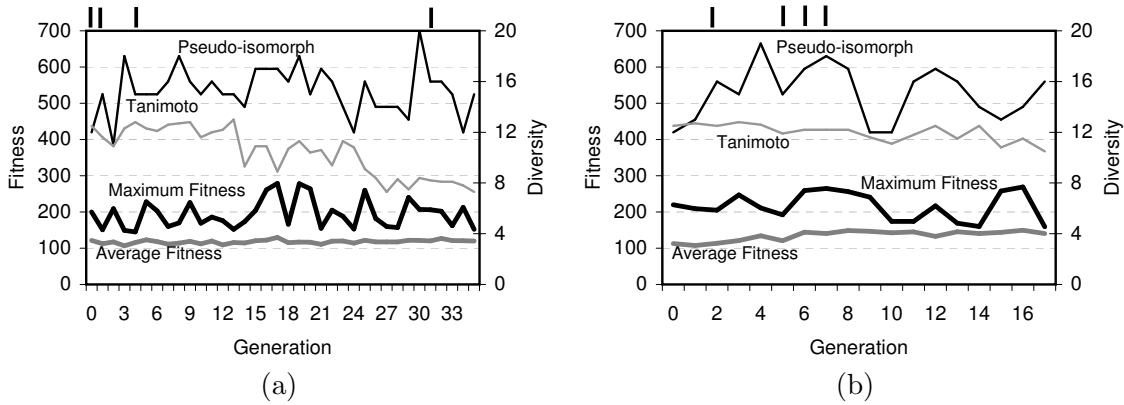 700 600 500 400 300 200 100 0
Fitness
Pseudo-isomorph
Tanimoto
Maximum Fitness
Average Fitness
20 16 12 8 4 0
Diversity
0 3 6 9 12 15 18 21 24 27 30 33
Generation
(a)
700 600 500 400 300 200 100 0
Fitness
Pseudo-isomorph
Tanimoto
Maximum Fitness
Average Fitness
20 16 12 8 4 0
Diversity
0 2 4 6 8 10 12 14 16
Generation
(b)